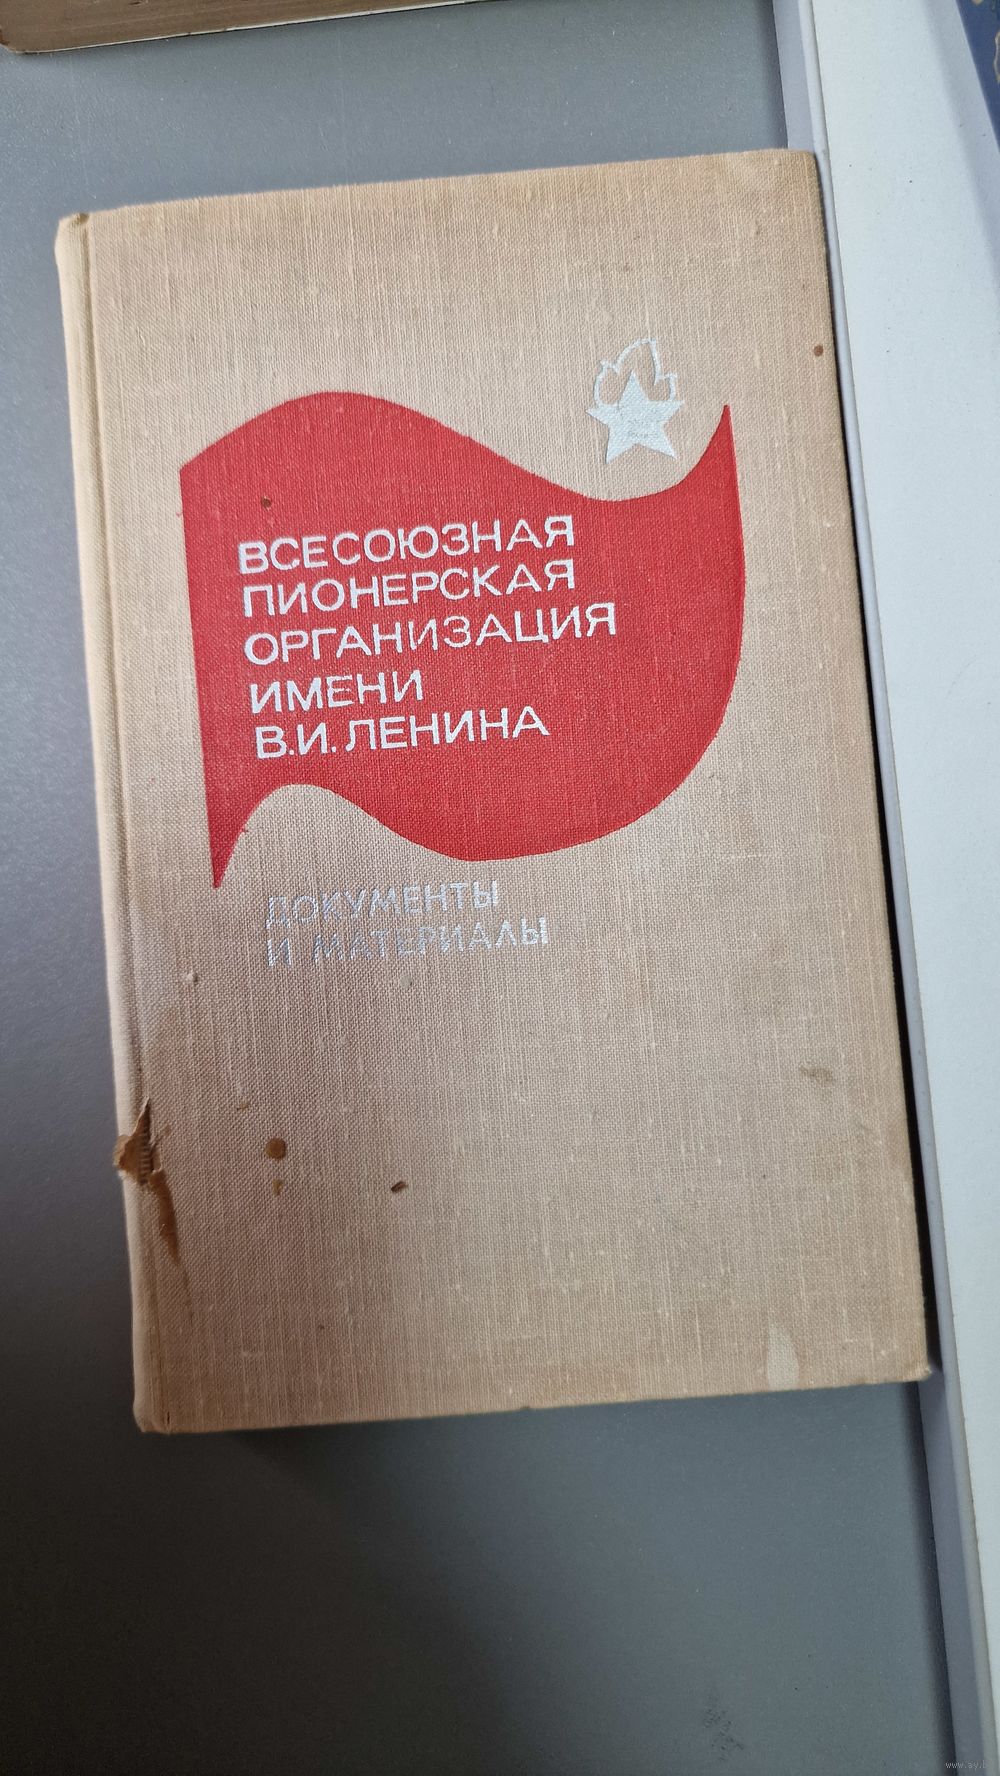 ВСЕСОЮЗНАЯ
ПИОНЕРСКАЯ
ОРГАНИЗАЦИЯ
ИМЕНИ
В.И.ЛЕНИНА
ДОКУМЕНТЫ
И МАТЕРИАЛЫ